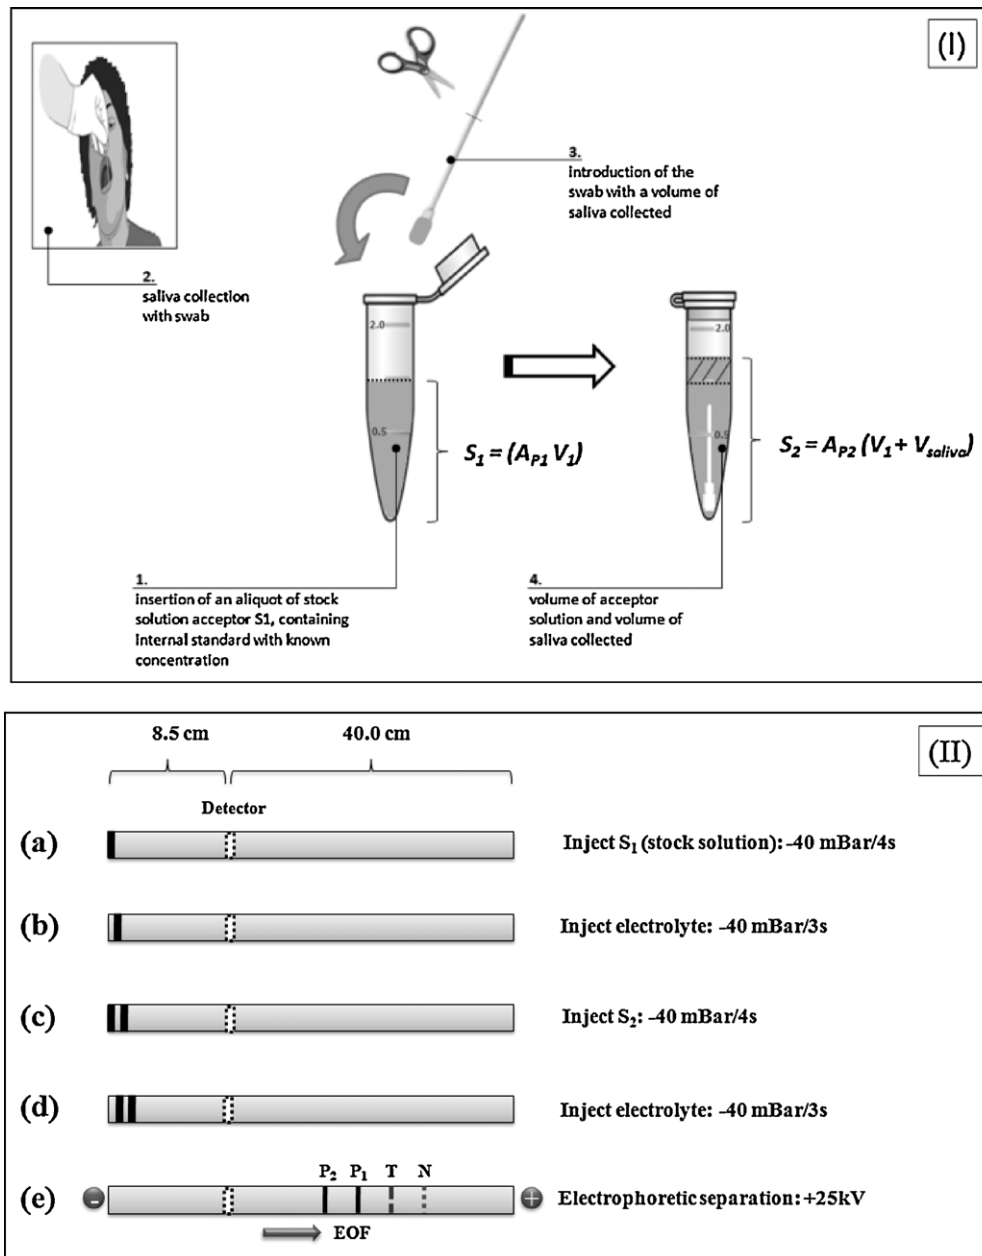 (I)
3.
introduction of the
swab with a volume of
saliva collected
2.
saliva collection
with swab
2.0
0.5
S₁ = (A_P1 V₁)
2.0
0.5
S₂ = A_P2 (V₁ + V_saliva)
1.
insertion of an aliquot of stock
solution acceptor S1, containing
internal standard with known
concentration
4.
volume of acceptor
solution and volume of
saliva collected
(II)
8.5 cm 40.0 cm
Detector
(a) Inject S₁ (stock solution): -40 mBar/4s
(b) Inject electrolyte: -40 mBar/3s
(c) Inject S₂: -40 mBar/4s
(d) Inject electrolyte: -40 mBar/3s
P₂ P₁ T N
(e) - + Electrophoretic separation: +25kV
EOF